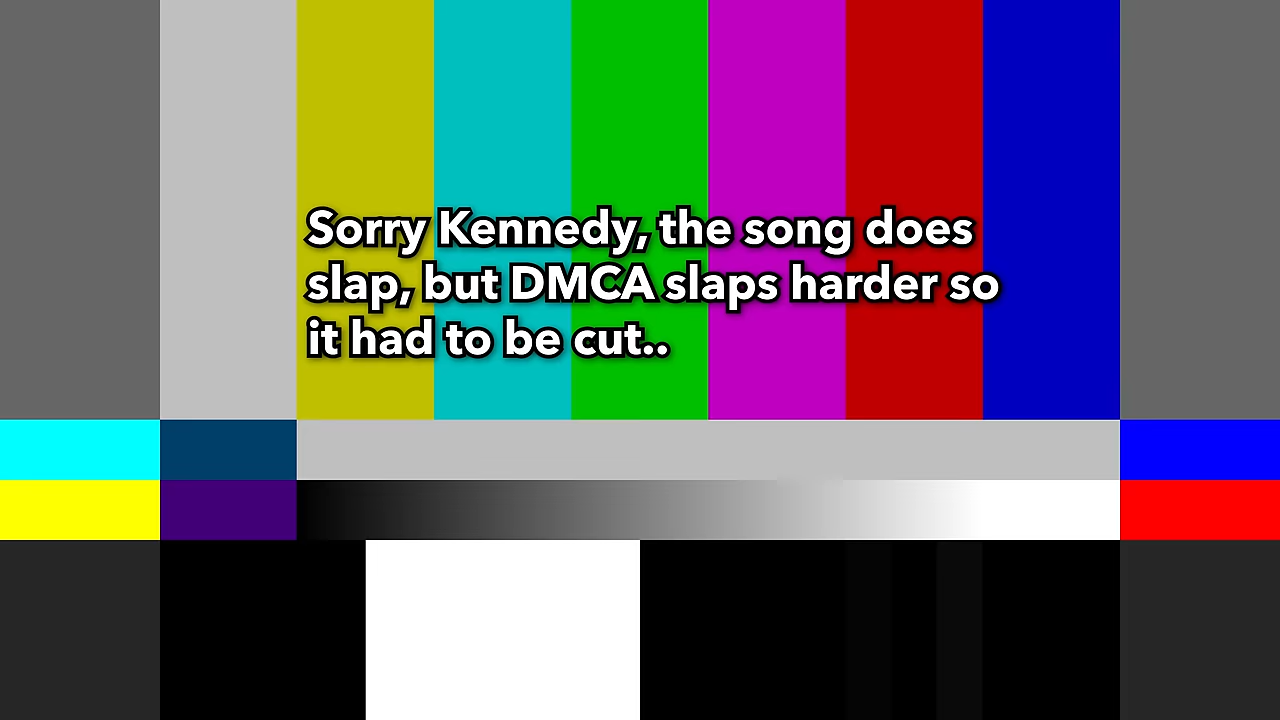 Sorry Kennedy, the song does
slap, but DMCA slaps harder so
it had to be cut..